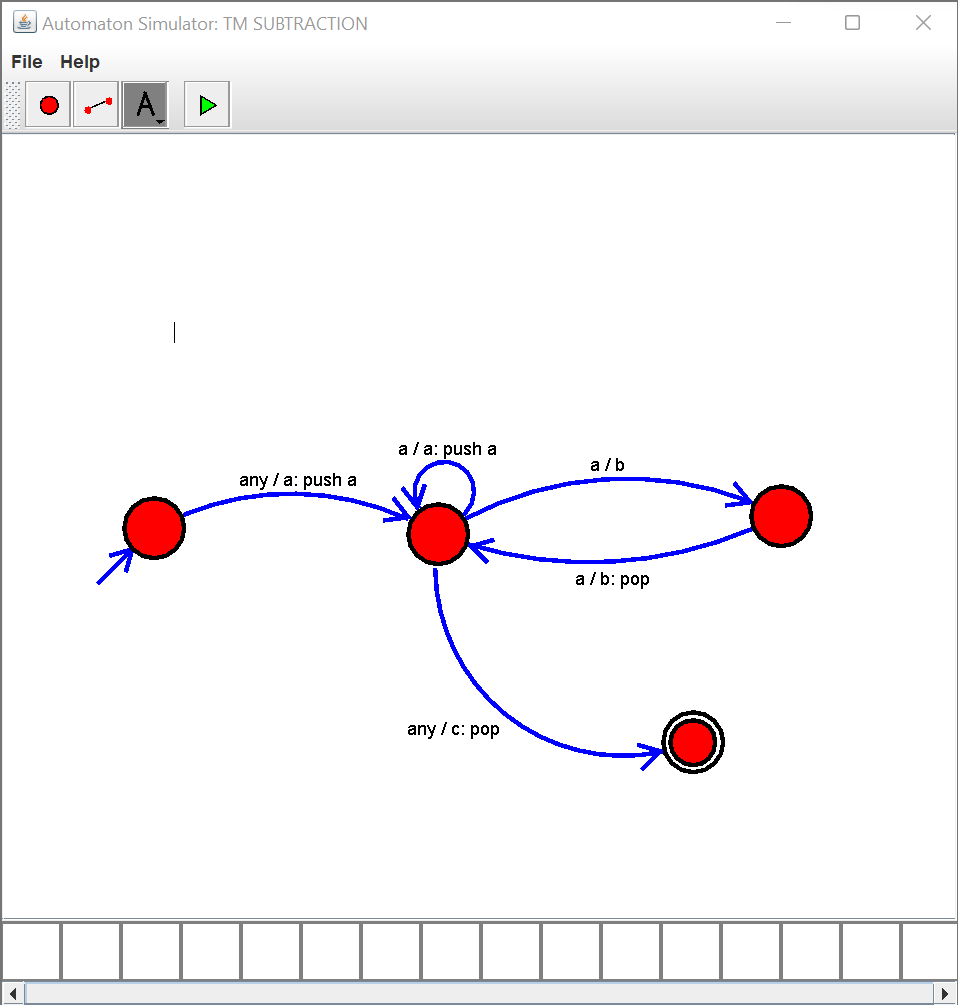 Automaton Simulator: TM SUBTRACTION
File Help
A
a / a: push a
a / b
any / a: push a
a / b: pop
any / c: pop